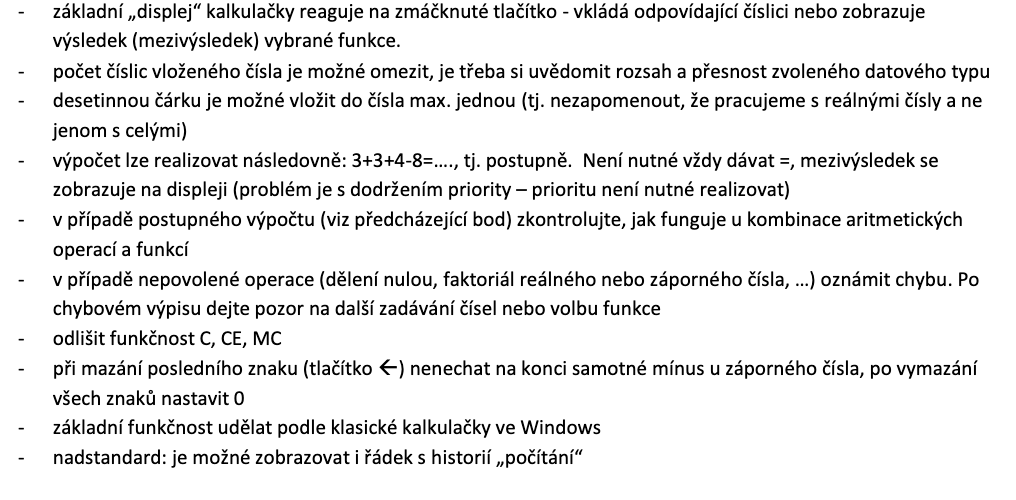 - základní „displej“ kalkulačky reaguje na zmáčknuté tlačítko - vkládá odpovídající číslici nebo zobrazuje
výsledek (mezivýsledek) vybrané funkce.
- počet číslic vloženého čísla je možné omezit, je třeba si uvědomit rozsah a přesnost zvoleného datového typu
- desetinnou čárku je možné vložit do čísla max. jednou (tj. nezapomenout, že pracujeme s reálnými čísly a ne
jenom s celými)
- výpočet lze realizovat následovně: 3+3+4-8=…., tj. postupně. Není nutné vždy dávat =, mezivýsledek se
zobrazuje na displeji (problém je s dodržením priority – prioritu není nutné realizovat)
- v případě postupného výpočtu (viz předcházející bod) zkontrolujte, jak funguje u kombinace aritmetických
operací a funkcí
- v případě nepovolené operace (dělení nulou, faktoriál reálného nebo záporného čísla, …) oznámit chybu. Po
chybovém výpisu dejte pozor na další zadávání čísel nebo volbu funkce
- odlišit funkčnost C, CE, MC
- při mazání posledního znaku (tlačítko ←) nenechat na konci samotné mínus u záporného čísla, po vymazání
všech znaků nastavit 0
- základní funkčnost udělat podle klasické kalkulačky ve Windows
- nadstandard: je možné zobrazovat i řádek s historií „počítání“